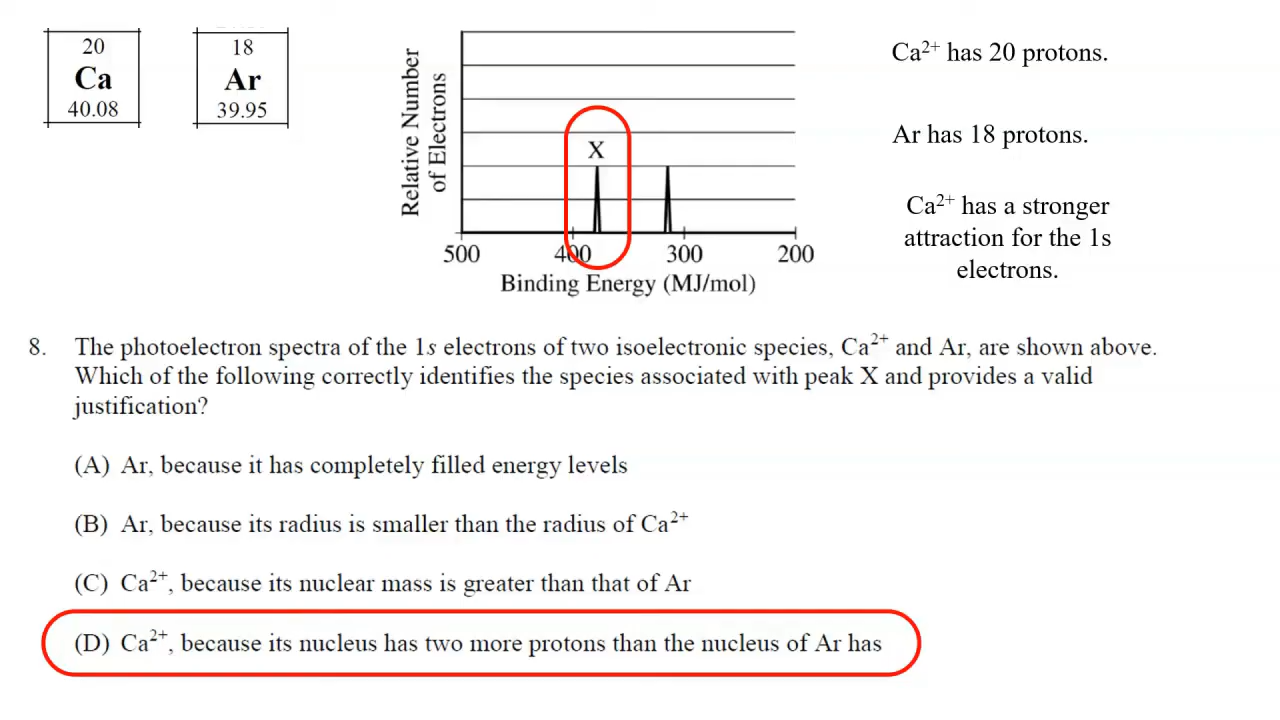 20
Ca
40.08
18
Ar
39.95
Relative Number
of Electrons
X
500
400
300
200
Binding Energy (MJ/mol)
Ca²⁺ has 20 protons.
Ar has 18 protons.
Ca²⁺ has a stronger
attraction for the 1s
electrons.
8. The photoelectron spectra of the 1s electrons of two isoelectronic species, Ca²⁺ and Ar, are shown above.
Which of the following correctly identifies the species associated with peak X and provides a valid
justification?
(A) Ar, because it has completely filled energy levels
(B) Ar, because its radius is smaller than the radius of Ca²⁺
(C) Ca²⁺, because its nuclear mass is greater than that of Ar
(D) Ca²⁺, because its nucleus has two more protons than the nucleus of Ar has